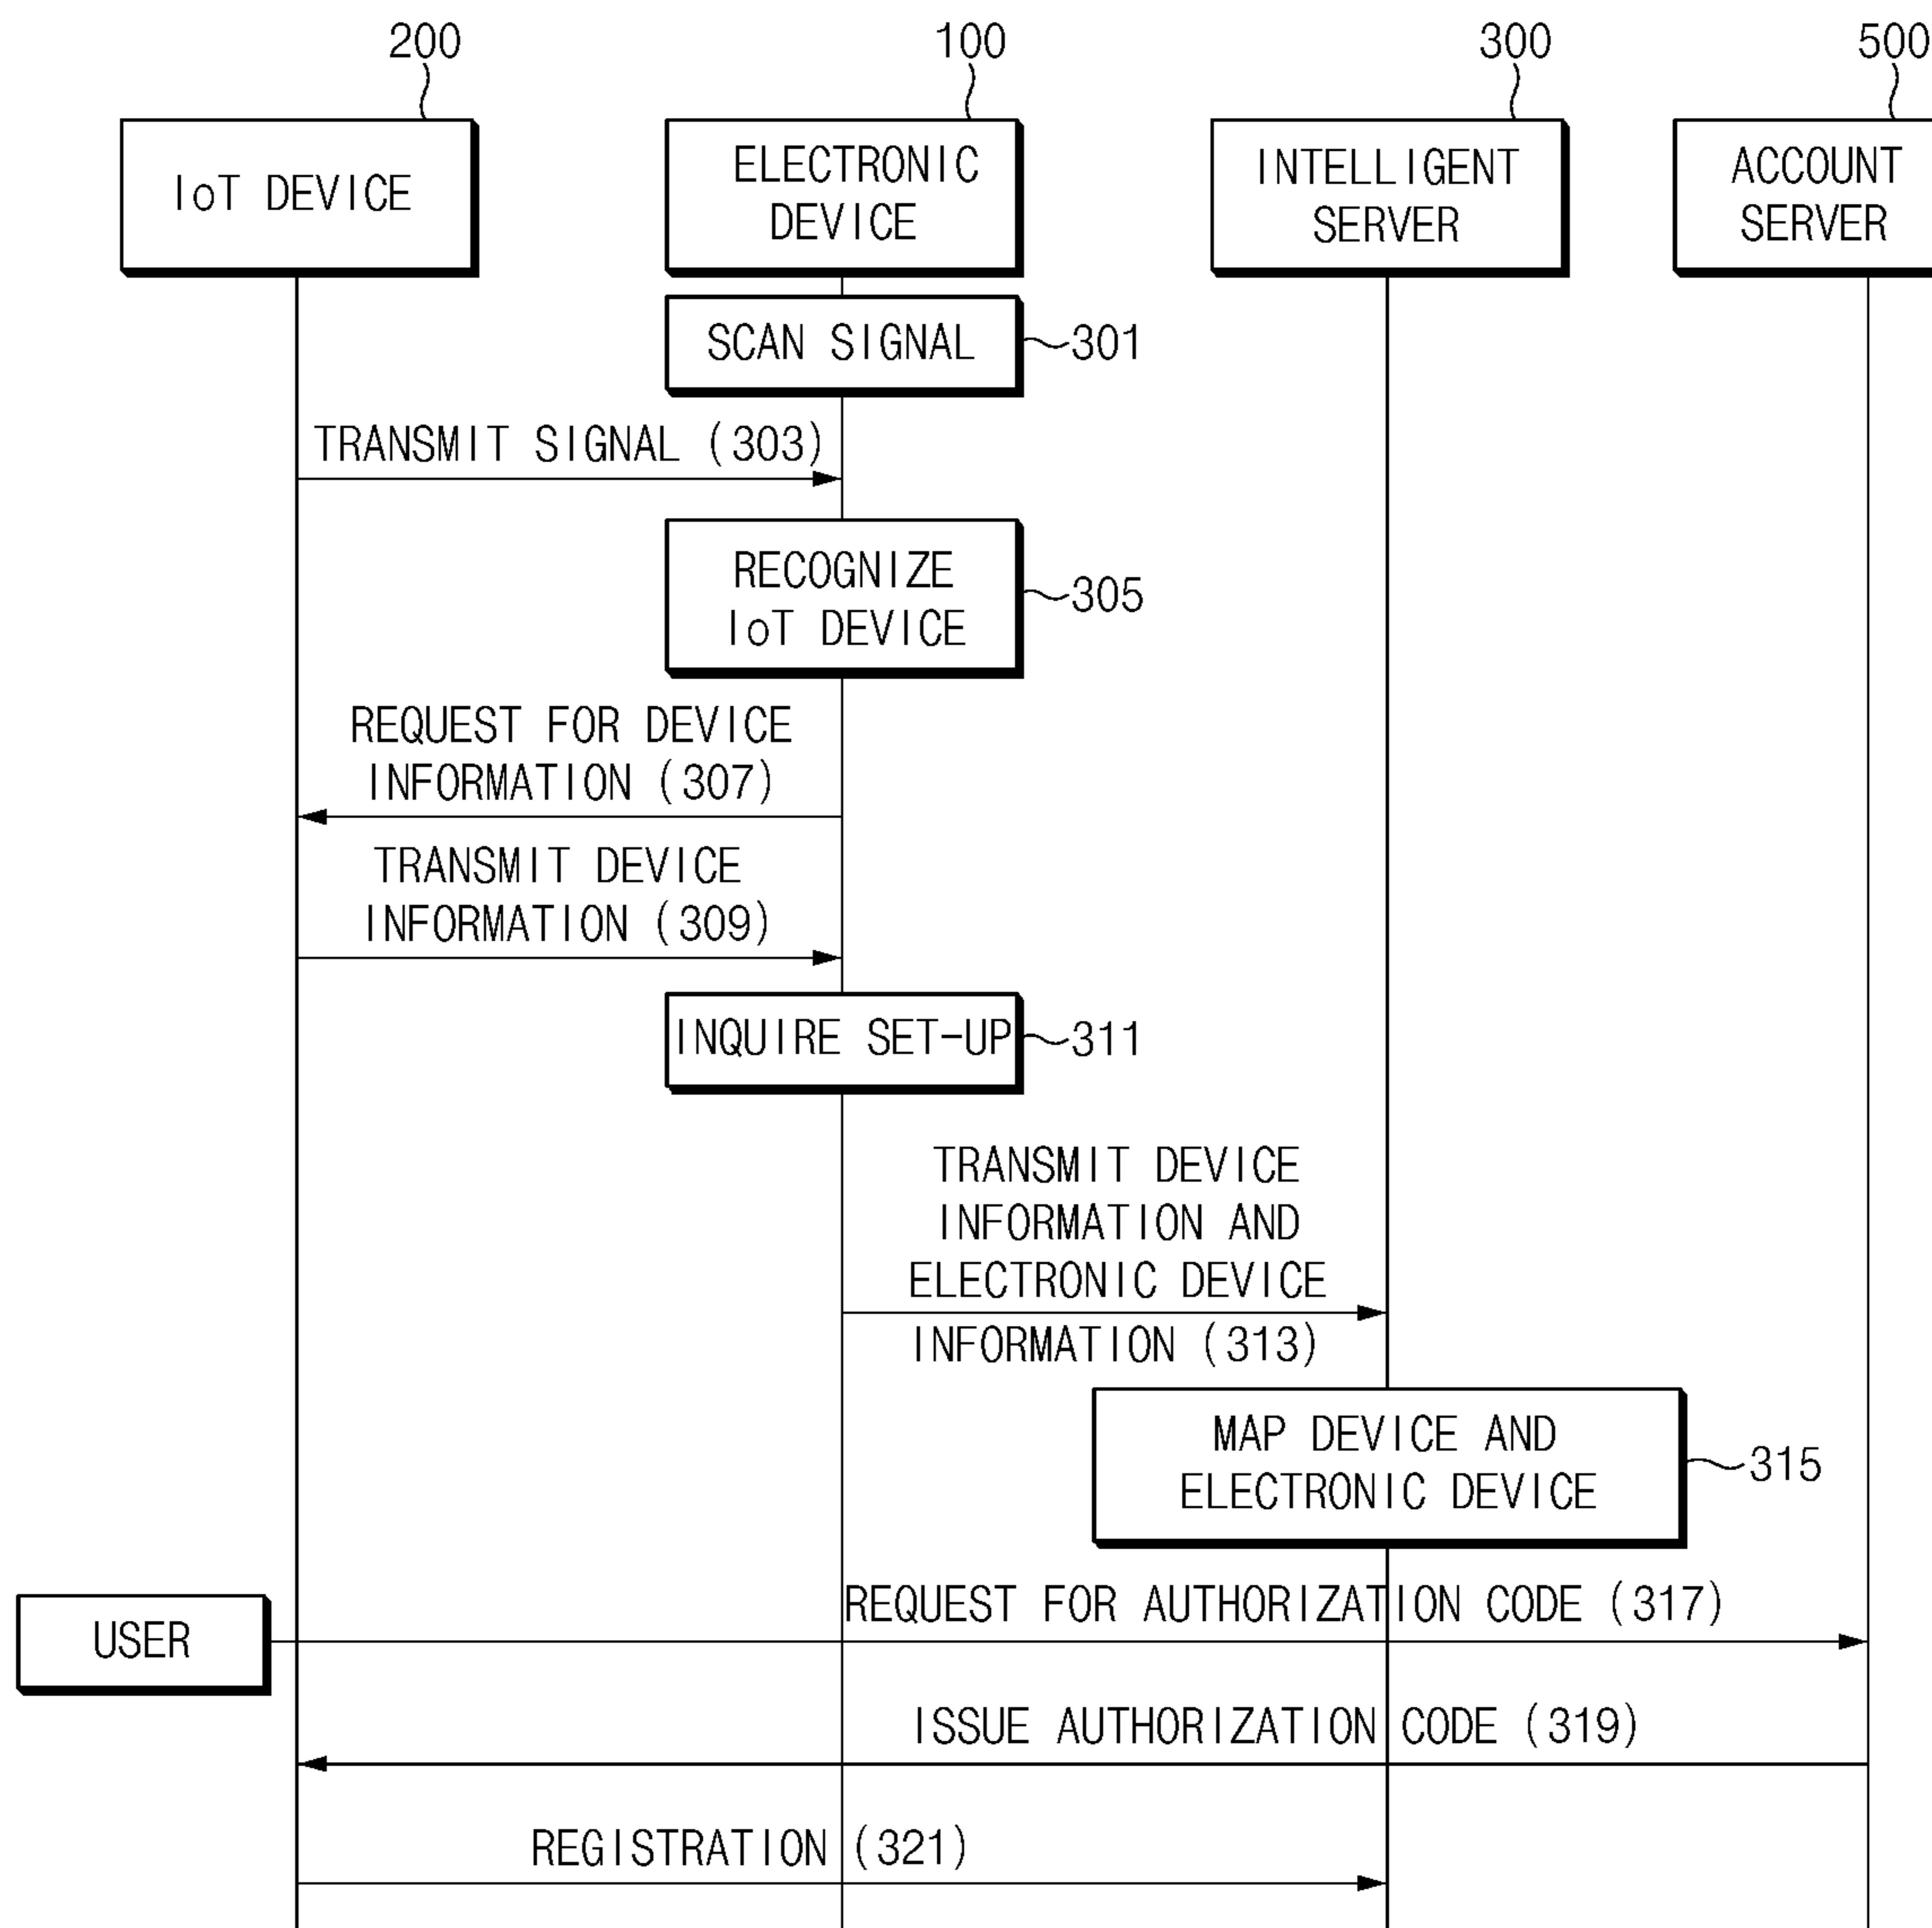 200
100
300
500
IoT DEVICE
ELECTRONIC
DEVICE
INTELLIGENT
SERVER
ACCOUNT
SERVER
SCAN SIGNAL
301
TRANSMIT SIGNAL (303)
RECOGNIZE
IoT DEVICE
305
REQUEST FOR DEVICE
INFORMATION (307)
TRANSMIT DEVICE
INFORMATION (309)
INQUIRE SET-UP
311
TRANSMIT DEVICE
INFORMATION AND
ELECTRONIC DEVICE
INFORMATION (313)
MAP DEVICE AND
ELECTRONIC DEVICE
315
REQUEST FOR AUTHORIZATION CODE (317)
USER
ISSUE AUTHORIZATION CODE (319)
REGISTRATION (321)